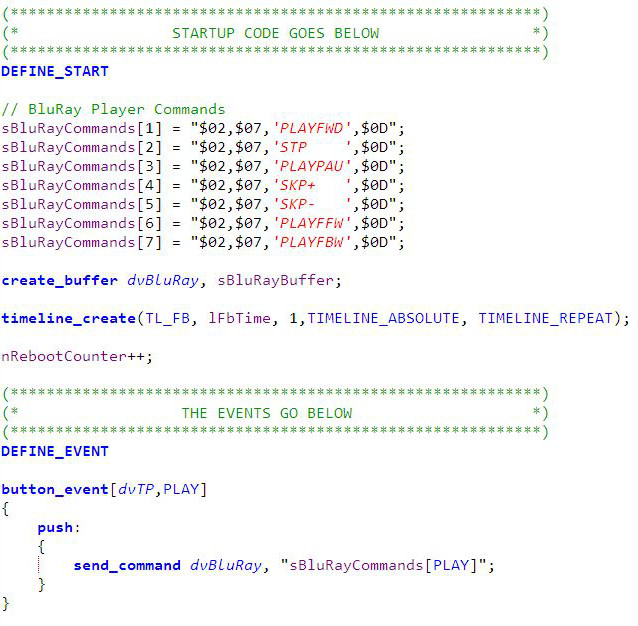 (***********************************************************)
(*                 STARTUP CODE GOES BELOW                 *)
(***********************************************************)
DEFINE_START
// BluRay Player Commands
sBluRayCommands[1] = "$02,$07,'PLAYFWD',$0D";
sBluRayCommands[2] = "$02,$07,'STP    ',$0D";
sBluRayCommands[3] = "$02,$07,'PLAYPAU',$0D";
sBluRayCommands[4] = "$02,$07,'SKP+   ',$0D";
sBluRayCommands[5] = "$02,$07,'SKP-   ',$0D";
sBluRayCommands[6] = "$02,$07,'PLAYFFW',$0D";
sBluRayCommands[7] = "$02,$07,'PLAYFBW',$0D";
create_buffer dvBluRay, sBluRayBuffer;
timeline_create(TL_FB, lFbTime, 1,TIMELINE_ABSOLUTE, TIMELINE_REPEAT);
nRebootCounter++;
(***********************************************************)
(*                  THE EVENTS GO BELOW                    *)
(***********************************************************)
DEFINE_EVENT
button_event[dvTP,PLAY]
{
    push:
    {
        send_command dvBluRay, "sBluRayCommands[PLAY]";
    }
}